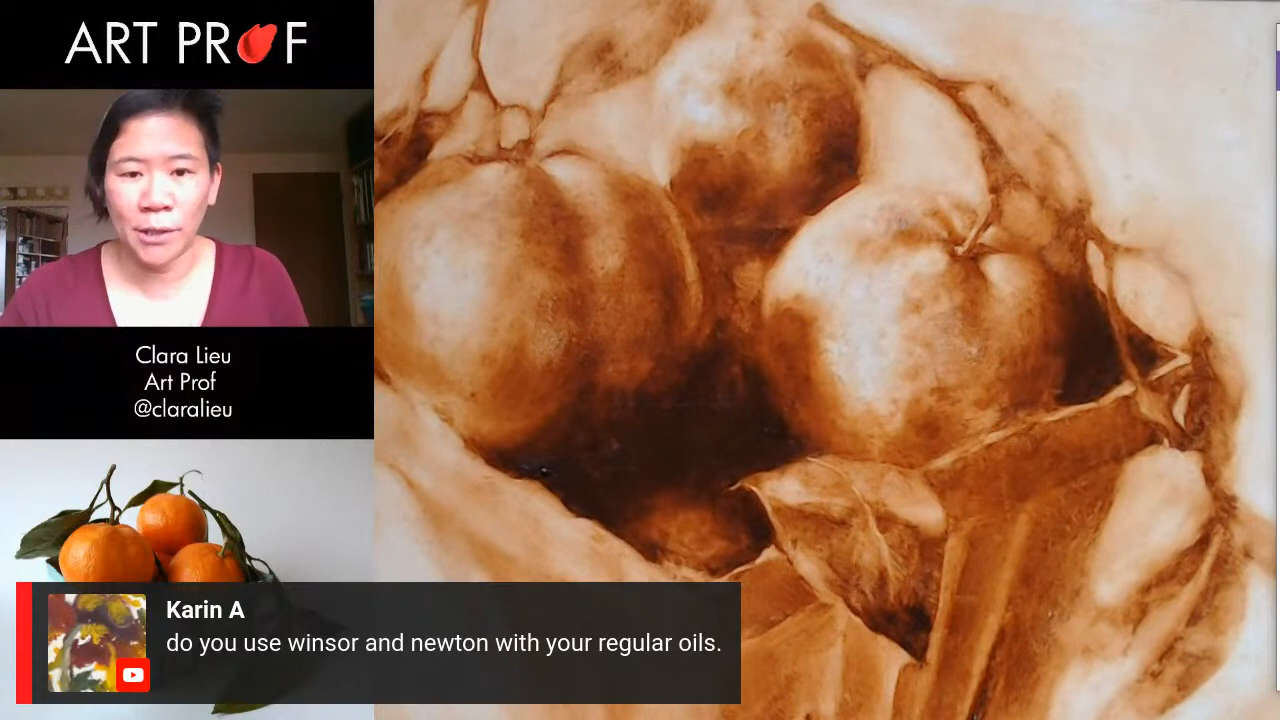 ART PROF
Clara Lieu
Art Prof
@claralieu
Karin A
do you use winsor and newton with your regular oils.